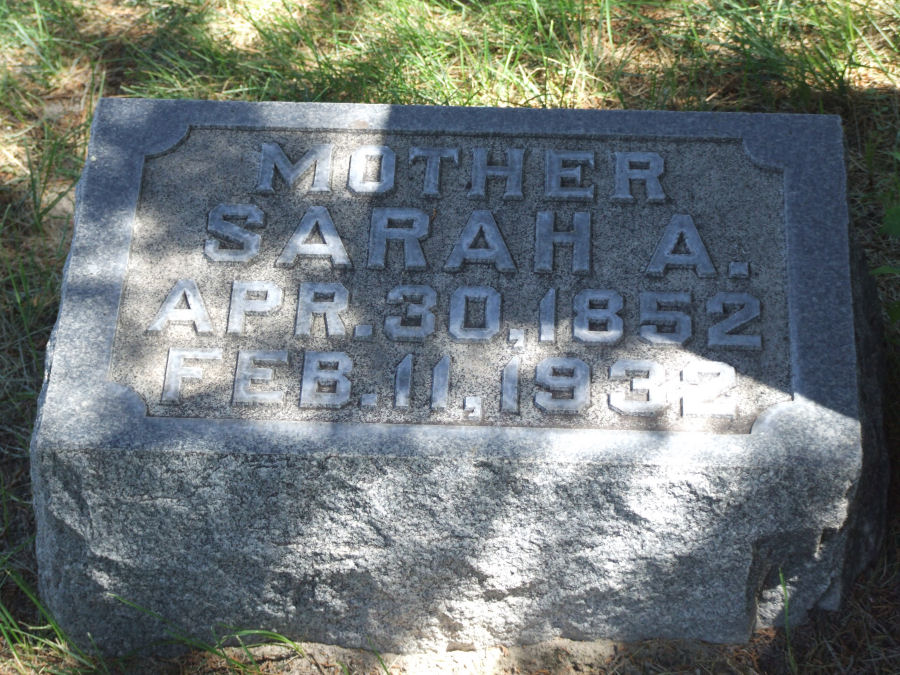 MOTHER
SARAH A.
APR. 30, 1852
FEB. 11, 1932